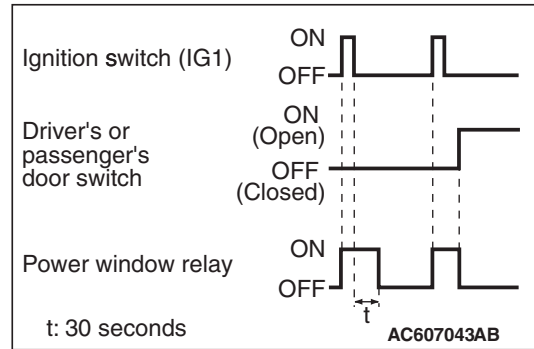 Ignition switch (IG1)
ON
OFF
Driver's or
passenger's
door switch
ON
(Open)
OFF
(Closed)
Power window relay
ON
OFF
t
t: 30 seconds
AC607043AB